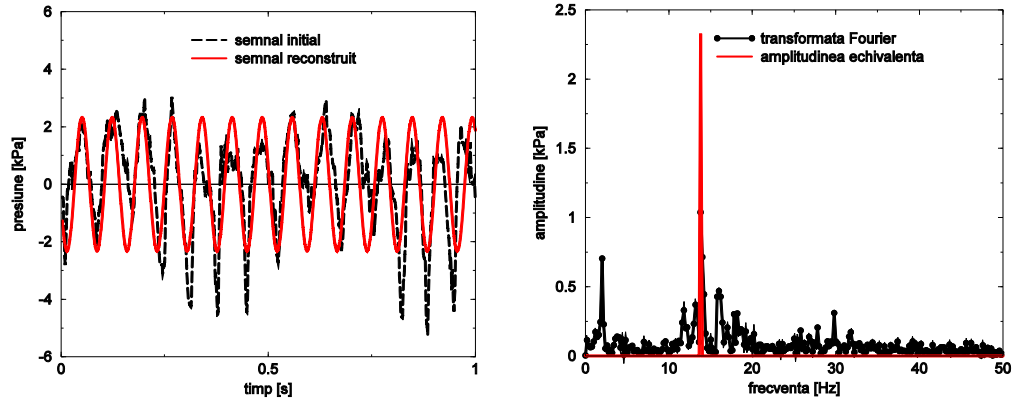 6
4
2
0
-2
-4
-6
presiune [kPa]
semnal initial
semnal reconstruit
0
0.5
1
timp [s]
2.5
2
1.5
1
0.5
0
amplitudine [kPa]
transformata Fourier
amplitudinea echivalenta
0
10
20
30
40
50
frecventa [Hz]